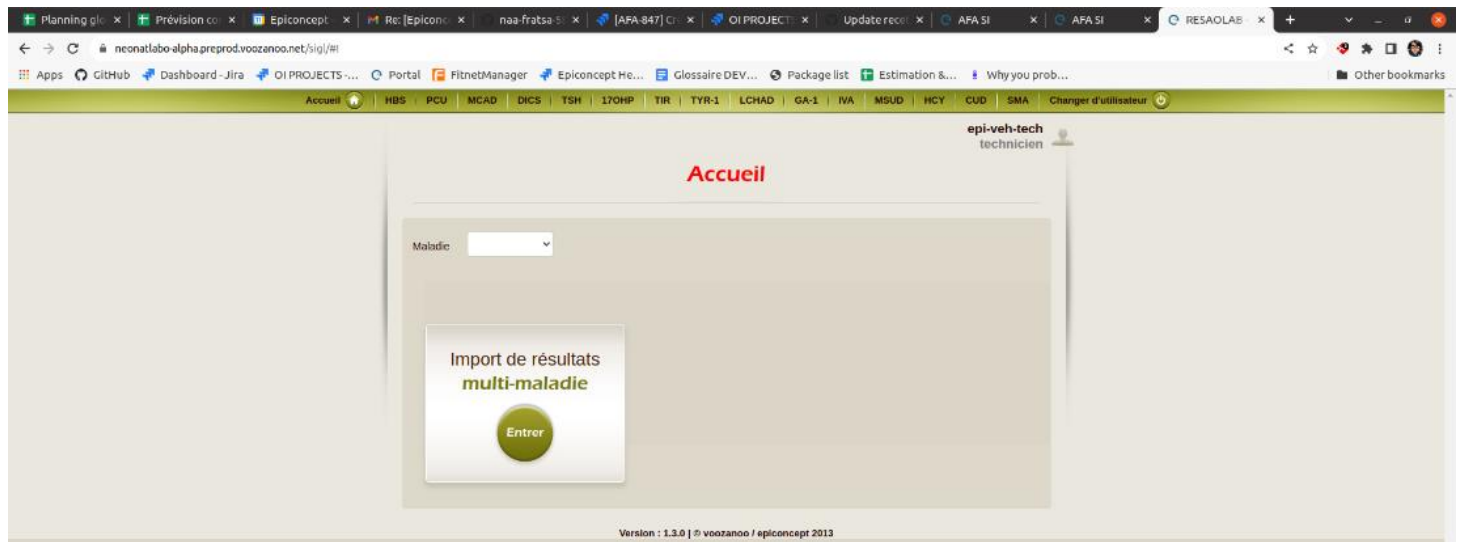 Planning glo
Prévision co
Epiconcept
Re: [Epiconc
naa-fratsa-SI
[AFA-847] Cr
OI PROJECT
Update recet
AFA SI
AFA SI
RESAOLAB
neonatlabo-alpha.preprod.voozanoo.net/sigl/#!
Apps GitHub Dashboard - Jira OI PROJECTS -... Portal FitnetManager Epiconcept He... Glossaire DEV... Package list Estimation &... Why you prob... Other bookmarks
Accueil HBS PCU MCAD DICS TSH 17OHP TIR TYR-1 LCHAD GA-1 IVA MSUD HCY CUD SMA Changer d'utilisateur
epi-veh-tech
technicien
Accueil
Maladie
Import de résultats
multi-maladie
Entrer
Version : 1.3.0 | © voozanoo / epiconcept 2013